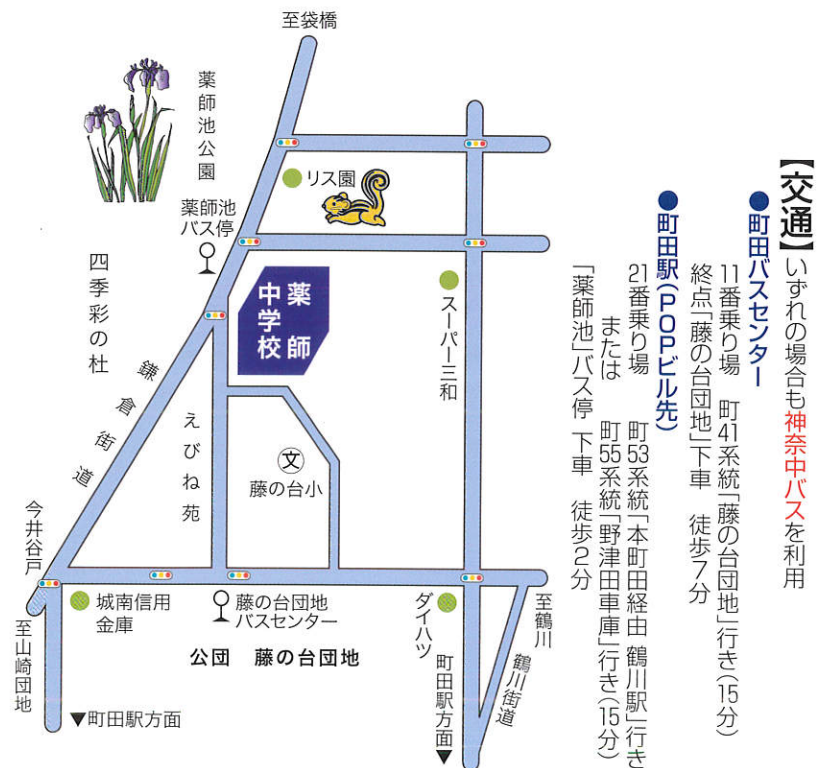 【交通】いずれの場合も神奈中バスを利用
●町田バスセンター
11番乗り場　町41系統「藤の台団地」行き(15分)
終点「藤の台団地」下車　徒歩7分
●町田駅(POPビル先)
21番乗り場　町53系統「本町田経由 鶴川駅」行き
または　町55系統「野津田車庫」行き(15分)
「薬師池」バス停 下車　徒歩2分
至袋橋
薬師池公園
リス園
薬師池
バス停
四季彩の杜
薬師
中学校
スーパー三和
鎌倉街道
えびね苑
文
藤の台小
今井谷戸
城南信用
金庫
藤の台団地
バスセンター
ダイハツ
至鶴川
鶴川街道
至山崎団地
公団　藤の台団地
▼町田駅方面
町田駅方面▼